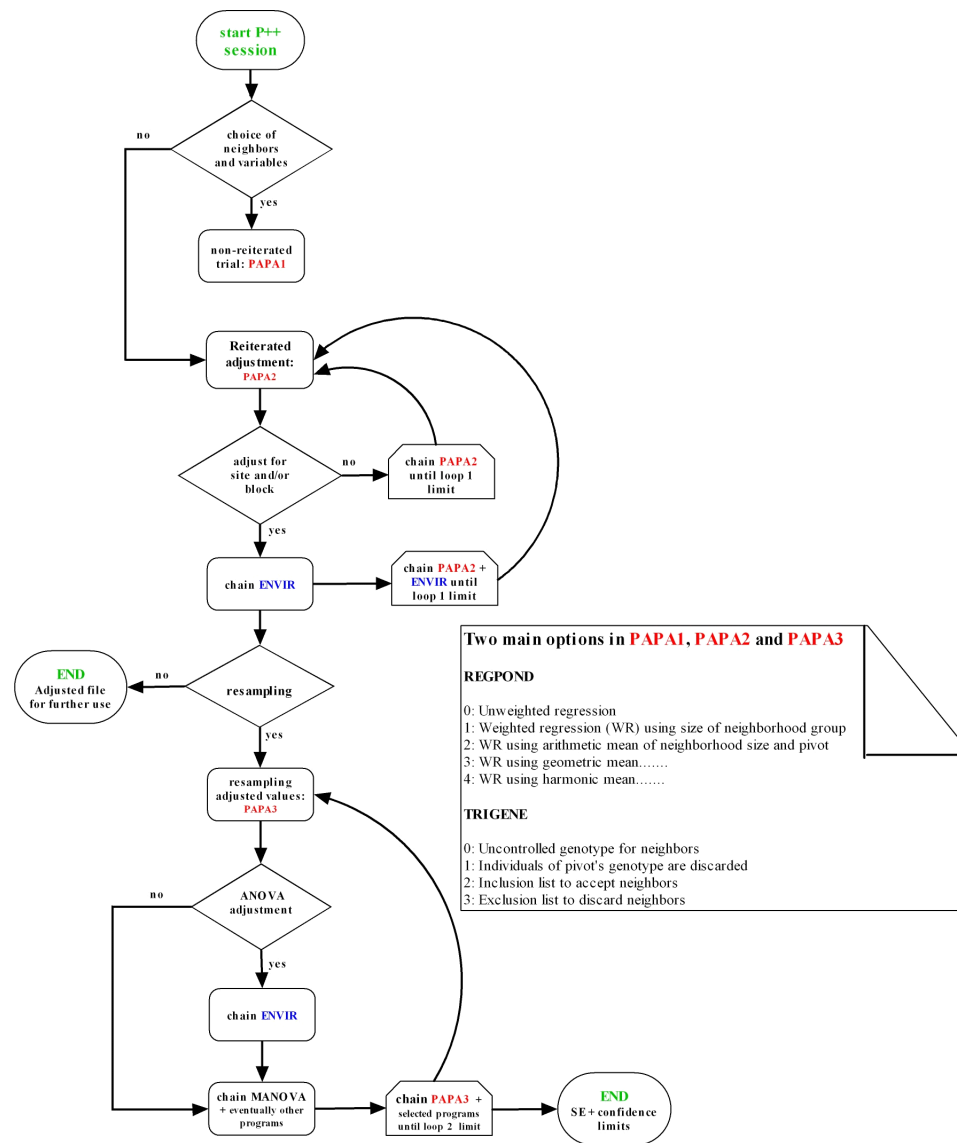 start P++
session
no
choice of
neighbors
and variables
yes
non-reiterated
trial: PAPA1
Reiterated
adjustment:
PAPA2
adjust for
site and/or
block
no
chain PAPA2
until loop 1
limit
yes
chain ENVIR
chain PAPA2 +
ENVIR until
loop 1 limit
END
Adjusted file
for further use
no
resampling
yes
resampling
adjusted values:
PAPA3
no
ANOVA
adjustment
yes
chain ENVIR
chain MANOVA
+ eventually other
programs
chain PAPA3 +
selected programs
until loop 2 limit
END
SE + confidence
limits
Two main options in PAPA1, PAPA2 and PAPA3
REGPOND
0: Unweighted regression
1: Weighted regression (WR) using size of neighborhood group
2: WR using arithmetic mean of neighborhood size and pivot
3: WR using geometric mean.......
4: WR using harmonic mean.......
TRIGENE
0: Uncontrolled genotype for neighbors
1: Individuals of pivot's genotype are discarded
2: Inclusion list to accept neighbors
3: Exclusion list to discard neighbors